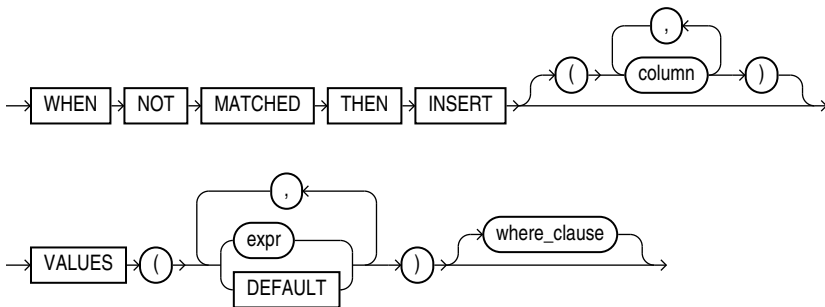 ,
WHEN NOT MATCHED THEN INSERT ( column )
,
VALUES ( expr ) where_clause
DEFAULT